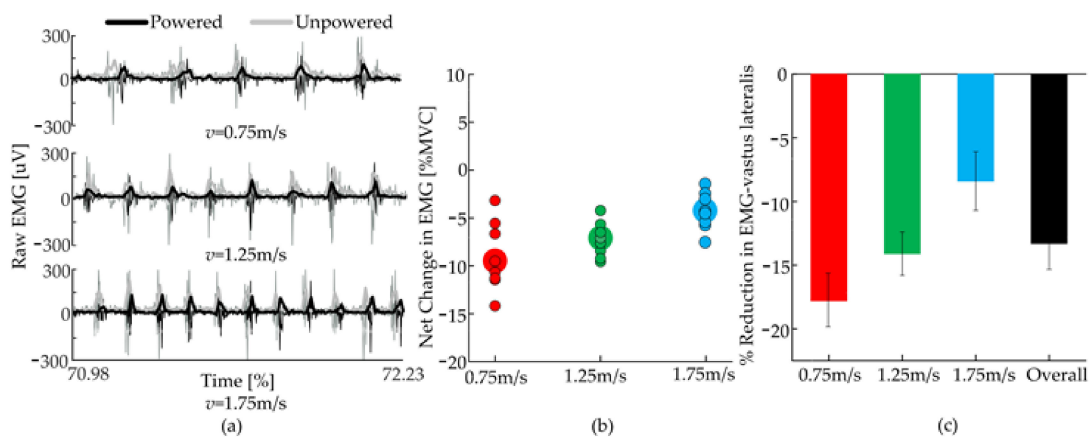 Powered
Unpowered
Raw EMG [uV]
300
0
−300
v=0.75m/s
300
0
−300
v=1.25m/s
300
0
−300
70.98
Time [%]
72.23
v=1.75m/s
(a)
Net Change in EMG [%MVC]
10
5
0
−5
−10
−15
−20
0.75m/s
1.25m/s
1.75m/s
(b)
% Reduction in EMG-vastus lateralis
0
−5
−10
−15
−20
0.75m/s
1.25m/s
1.75m/s
Overall
(c)